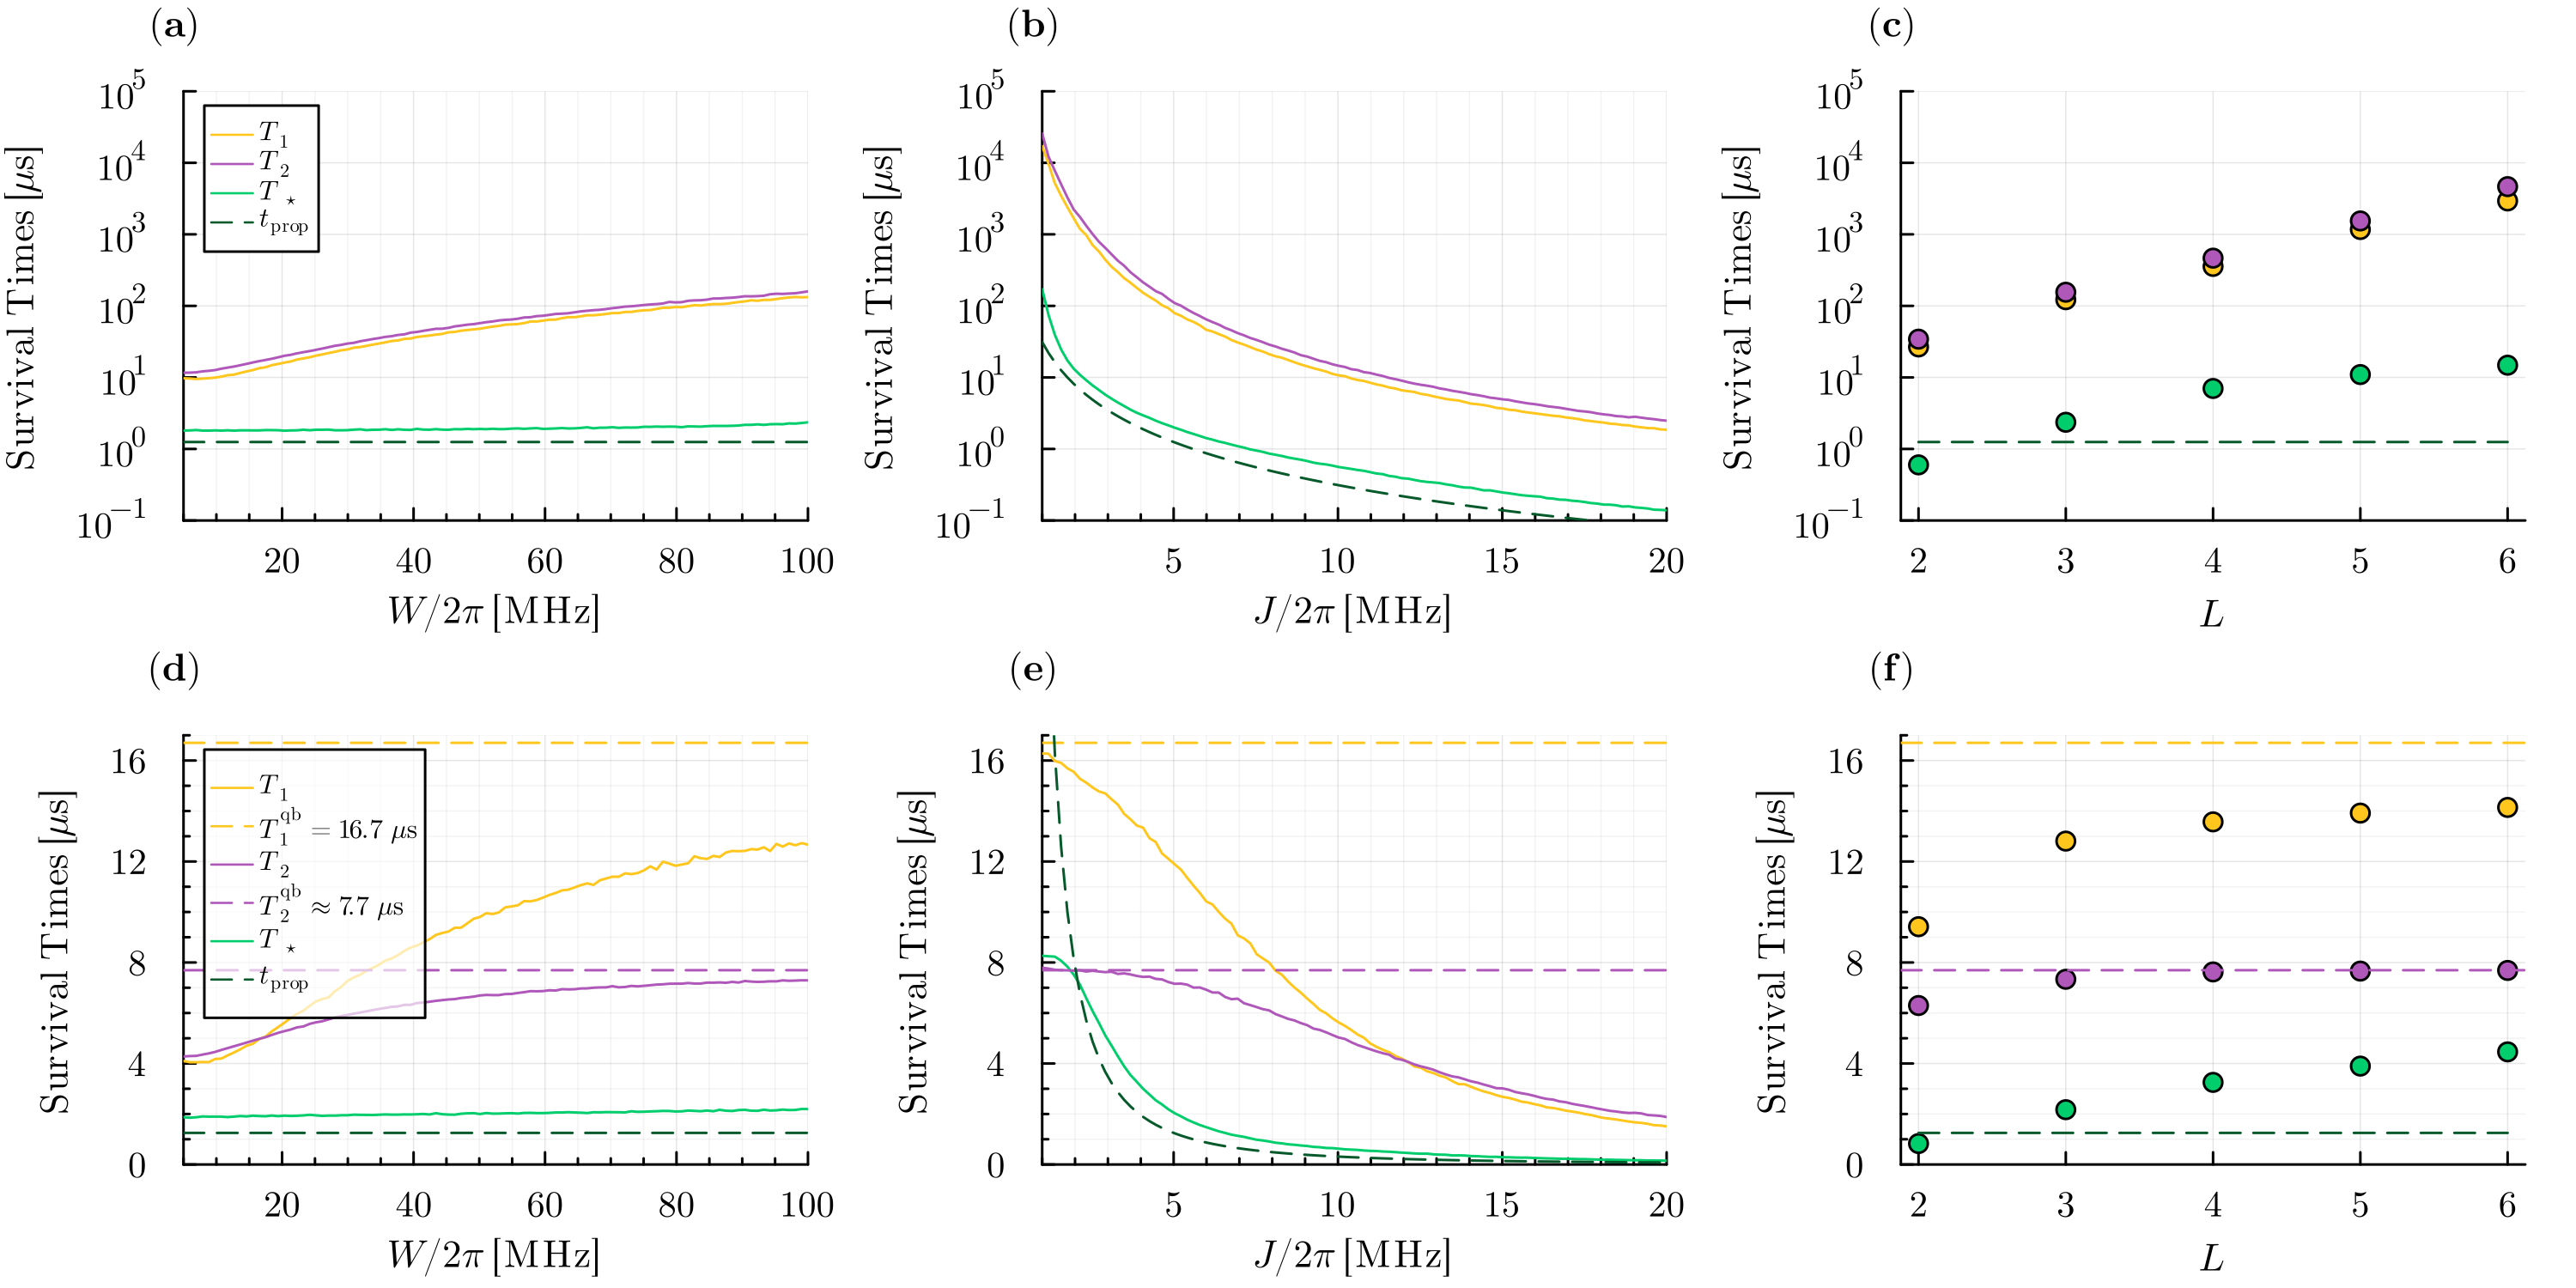 (a)
Survival Times [μs]
10^5
10^4
10^3
10^2
10^1
10^0
10^−1
T_1
T_2
T_⋆
t_prop
20 40 60 80 100
W/2π [MHz]
(b)
Survival Times [μs]
10^5
10^4
10^3
10^2
10^1
10^0
10^−1
5 10 15 20
J/2π [MHz]
(c)
Survival Times [μs]
10^5
10^4
10^3
10^2
10^1
10^0
10^−1
2 3 4 5 6
L
(d)
Survival Times [μs]
16
12
8
4
0
T_1
T_1^qb = 16.7 μs
T_2
T_2^qb ≈ 7.7 μs
T_⋆
t_prop
20 40 60 80 100
W/2π [MHz]
(e)
Survival Times [μs]
16
12
8
4
0
5 10 15 20
J/2π [MHz]
(f)
Survival Times [μs]
16
12
8
4
0
2 3 4 5 6
L